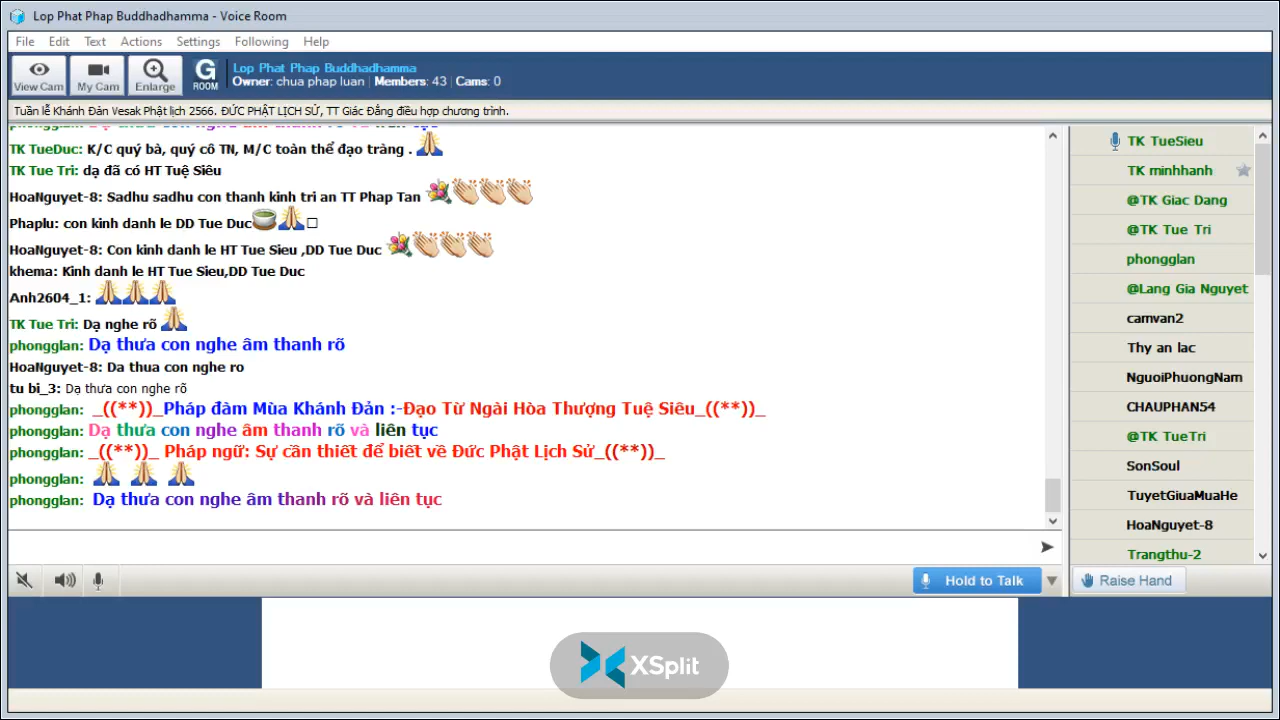 Lop Phat Phap Buddhadhamma - Voice Room
File Edit Text Actions Settings Following Help
View Cam My Cam Enlarge G ROOM
Lop Phat Phap Buddhadhamma
Owner: chua phap luan | Members: 43 | Cams: 0
Tuần lễ Khánh Đản Vesak Phật lịch 2566. ĐỨC PHẬT LỊCH SỬ, TT Giác Đẳng điều hợp chương trình.
phongglan: Dạ thưa con nghe âm thanh rõ và liên tục
TK TueDuc: K/C quý bà, quý cô TN, M/C toàn thể đạo tràng .
TK Tue Tri: dạ đã có HT Tuệ Siêu
HoaNguyet-8: Sadhu sadhu con thanh kinh tri an TT Phap Tan
Phaplu: con kinh danh le DD Tue Duc
HoaNguyet-8: Con kinh danh le HT Tue Sieu ,DD Tue Duc
khema: Kinh danh le HT Tue Sieu,DD Tue Duc
Anh2604_1:
TK Tue Tri: Dạ nghe rõ
phongglan: Dạ thưa con nghe âm thanh rõ
HoaNguyet-8: Da thua con nghe ro
tu bi_3: Dạ thưa con nghe rõ
phongglan: _((**))_Pháp đàm Mùa Khánh Đản :-Đạo Từ Ngài Hòa Thượng Tuệ Siêu_((**))_
phongglan: Dạ thưa con nghe âm thanh rõ và liên tục
phongglan: _((**))_ Pháp ngữ: Sự cần thiết để biết về Đức Phật Lịch Sử_((**))_
phongglan:
phongglan: Dạ thưa con nghe âm thanh rõ và liên tục
TK TueSieu
TK minhhanh
@TK Giac Dang
@TK Tue Tri
phongglan
@Lang Gia Nguyet
camvan2
Thy an lac
NguoiPhuongNam
CHAUPHAN54
@TK TueTri
SonSoul
TuyetGiuaMuaHe
HoaNguyet-8
Trangthu-2
Hold to Talk
Raise Hand
XSplit